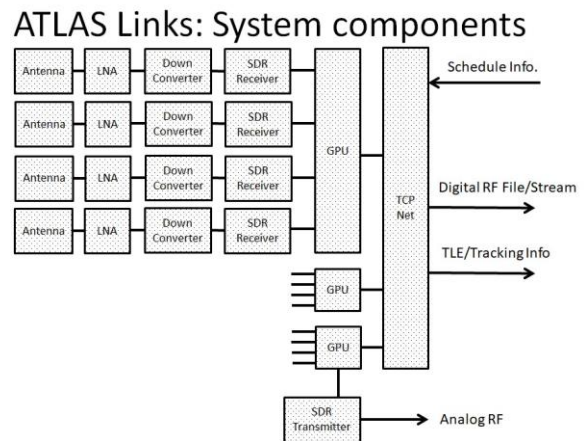 ATLAS Links: System components
Antenna
LNA
Down
Converter
SDR
Receiver
Antenna
LNA
Down
Converter
SDR
Receiver
Antenna
LNA
Down
Converter
SDR
Receiver
Antenna
LNA
Down
Converter
SDR
Receiver
GPU
GPU
GPU
TCP
Net
Schedule Info.
Digital RF File/Stream
TLE/Tracking Info
SDR
Transmitter
Analog RF